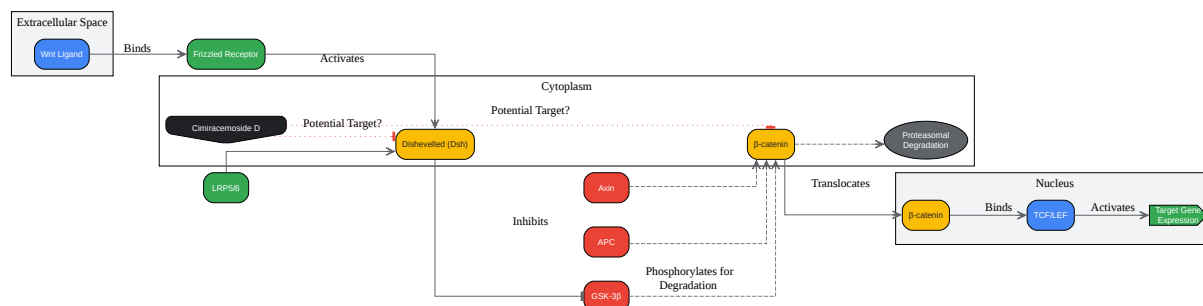 Extracellular Space
Wnt Ligand
Binds
Frizzled Receptor
Activates
Cytoplasm
Cimiracemoside D
Potential Target?
Potential Target?
Dishevelled (Dsh)
β-catenin
Proteasomal
Degradation
LRP5/6
Axin
Translocates
Nucleus
Inhibits
APC
β-catenin
Binds
TCF/LEF
Activates
Target Gene
Expression
Phosphorylates for
Degradation
GSK-3β